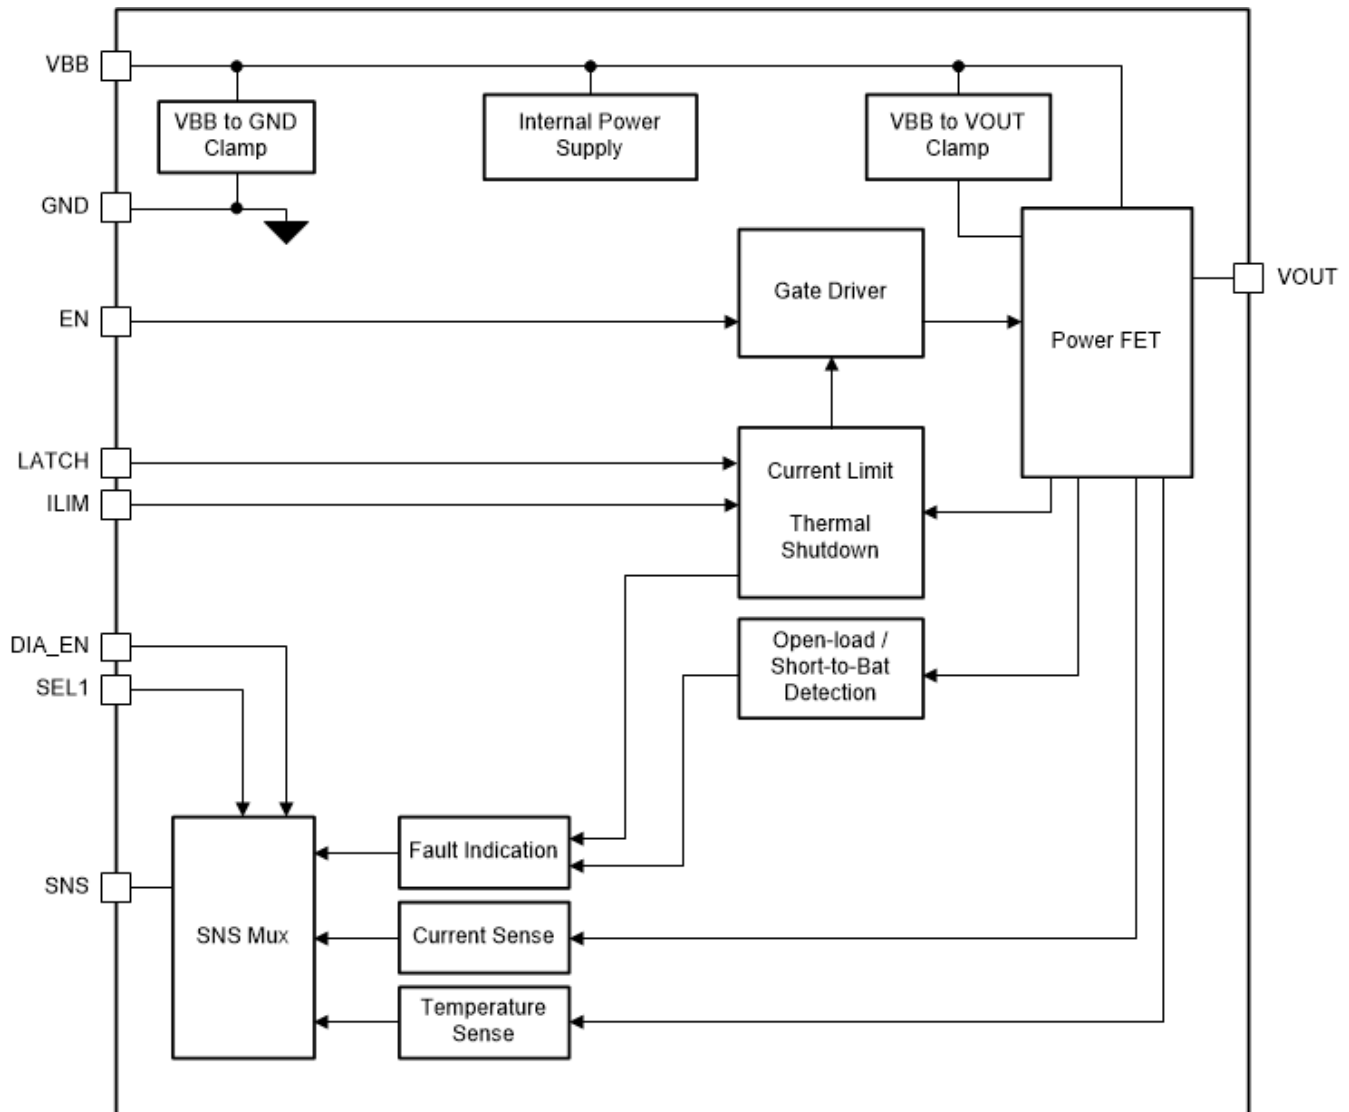 VBB
VBB to GND
Clamp
Internal Power
Supply
VBB to VOUT
Clamp
GND
VOUT
Gate Driver
EN
Power FET
LATCH
ILIM
Current Limit
Thermal
Shutdown
DIA_EN
SEL1
Open-load /
Short-to-Bat
Detection
Fault Indication
SNS
SNS Mux
Current Sense
Temperature
Sense